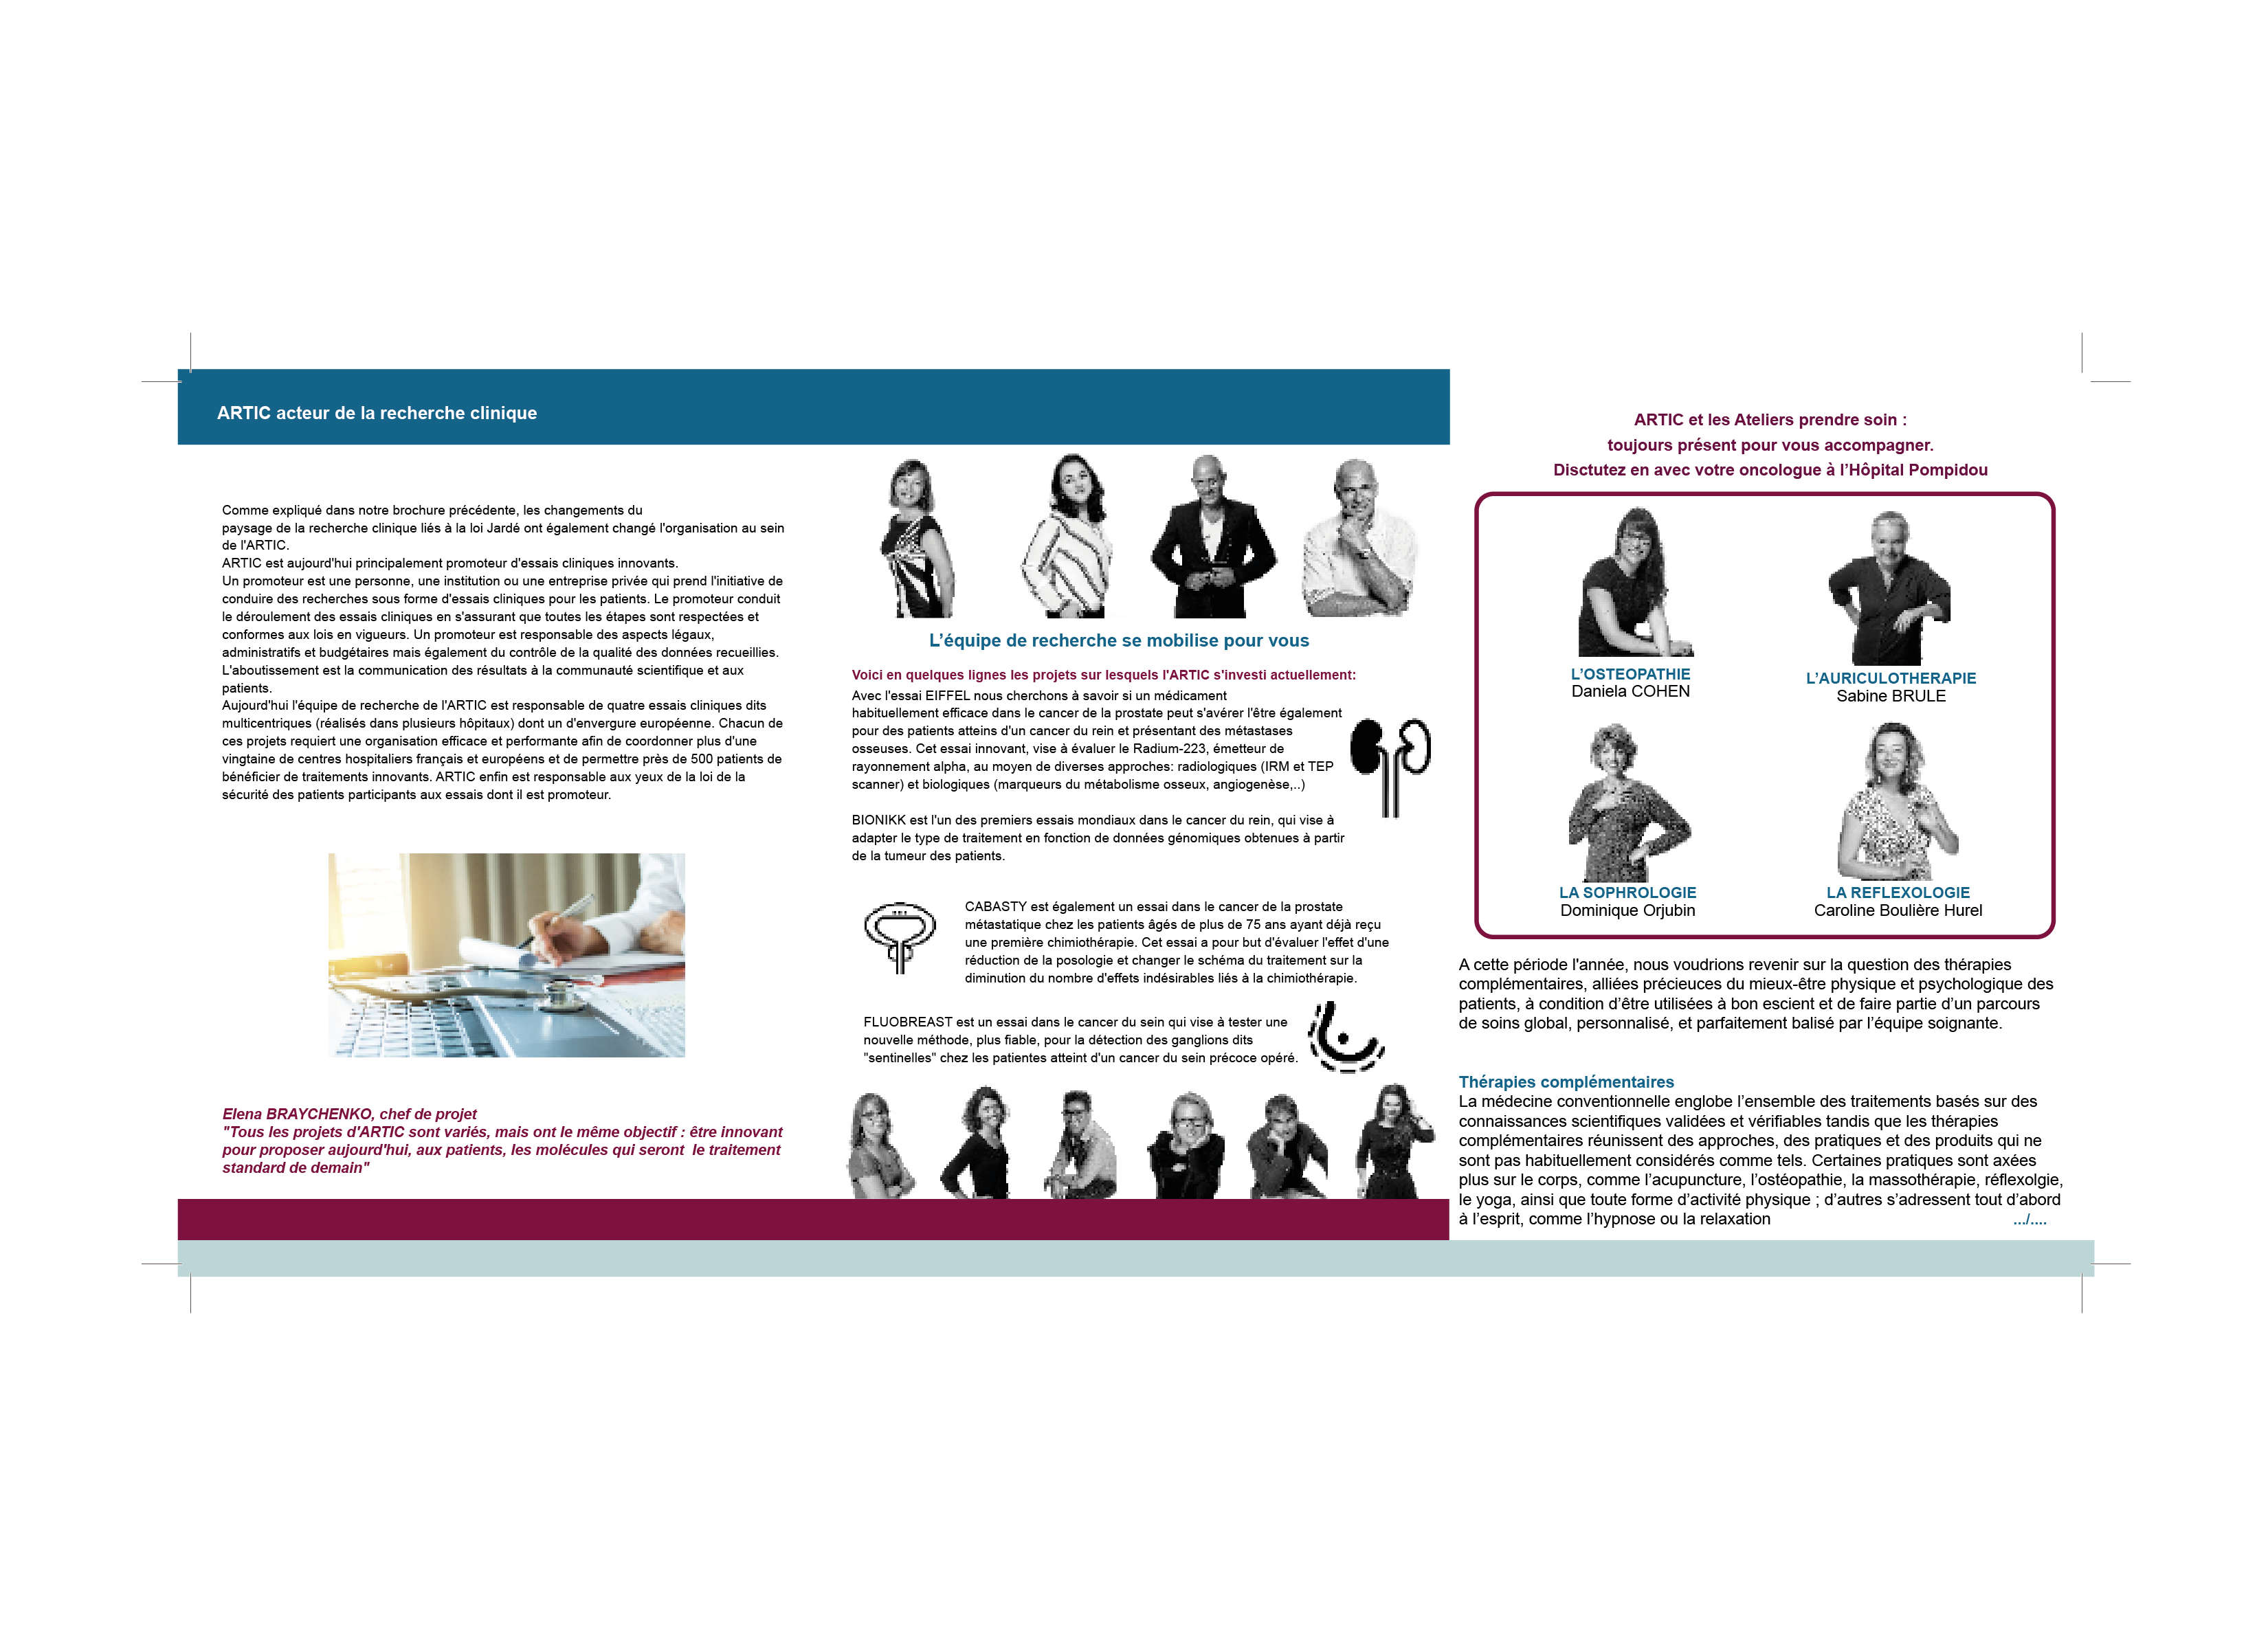 ARTIC acteur de la recherche clinique
Comme expliqué dans notre brochure précédente, les changements du
paysage de la recherche clinique liés à la loi Jardé ont également changé l'organisation au sein
de l'ARTIC.
ARTIC est aujourd'hui principalement promoteur d'essais cliniques innovants.
Un promoteur est une personne, une institution ou une entreprise privée qui prend l'initiative de
conduire des recherches sous forme d'essais cliniques pour les patients. Le promoteur conduit
le déroulement des essais cliniques en s'assurant que toutes les étapes sont respectées et
conformes aux lois en vigueurs. Un promoteur est responsable des aspects légaux,
administratifs et budgétaires mais également du contrôle de la qualité des données recueillies.
L'aboutissement est la communication des résultats à la communauté scientifique et aux
patients.
Aujourd'hui l'équipe de recherche de l'ARTIC est responsable de quatre essais cliniques dits
multicentriques (réalisés dans plusieurs hôpitaux) dont un d'envergure européenne. Chacun de
ces projets requiert une organisation efficace et performante afin de coordonner plus d'une
vingtaine de centres hospitaliers français et européens et de permettre près de 500 patients de
bénéficier de traitements innovants. ARTIC enfin est responsable aux yeux de la loi de la
sécurité des patients participants aux essais dont il est promoteur.
Elena BRAYCHENKO, chef de projet
"Tous les projets d'ARTIC sont variés, mais ont le même objectif : être innovant
pour proposer aujourd'hui, aux patients, les molécules qui seront le traitement
standard de demain"
L’équipe de recherche se mobilise pour vous
Voici en quelques lignes les projets sur lesquels l'ARTIC s'investi actuellement:
Avec l'essai EIFFEL nous cherchons à savoir si un médicament
habituellement efficace dans le cancer de la prostate peut s'avérer l'être également
pour des patients atteins d'un cancer du rein et présentant des métastases
osseuses. Cet essai innovant, vise à évaluer le Radium-223, émetteur de
rayonnement alpha, au moyen de diverses approches: radiologiques (IRM et TEP
scanner) et biologiques (marqueurs du métabolisme osseux, angiogenèse,..)
BIONIKK est l'un des premiers essais mondiaux dans le cancer du rein, qui vise à
adapter le type de traitement en fonction de données génomiques obtenues à partir
de la tumeur des patients.
CABASTY est également un essai dans le cancer de la prostate
métastatique chez les patients âgés de plus de 75 ans ayant déjà reçu
une première chimiothérapie. Cet essai a pour but d'évaluer l'effet d'une
réduction de la posologie et changer le schéma du traitement sur la
diminution du nombre d'effets indésirables liés à la chimiothérapie.
FLUOBREAST est un essai dans le cancer du sein qui vise à tester une
nouvelle méthode, plus fiable, pour la détection des ganglions dits
"sentinelles" chez les patientes atteint d'un cancer du sein précoce opéré.
ARTIC et les Ateliers prendre soin :
toujours présent pour vous accompagner.
Disctutez en avec votre oncologue à l’Hôpital Pompidou
L’OSTEOPATHIE
Daniela COHEN
L’AURICULOTHERAPIE
Sabine BRULE
LA SOPHROLOGIE
Dominique Orjubin
LA REFLEXOLOGIE
Caroline Boulière Hurel
A cette période l'année, nous voudrions revenir sur la question des thérapies
complémentaires, alliées précieuces du mieux-être physique et psychologique des
patients, à condition d’être utilisées à bon escient et de faire partie d’un parcours
de soins global, personnalisé, et parfaitement balisé par l’équipe soignante.
Thérapies complémentaires
La médecine conventionnelle englobe l’ensemble des traitements basés sur des
connaissances scientifiques validées et vérifiables tandis que les thérapies
complémentaires réunissent des approches, des pratiques et des produits qui ne
sont pas habituellement considérés comme tels. Certaines pratiques sont axées
plus sur le corps, comme l’acupuncture, l’ostéopathie, la massothérapie, réflexolgie,
le yoga, ainsi que toute forme d’activité physique ; d’autres s’adressent tout d’abord
à l’esprit, comme l’hypnose ou la relaxation .../....